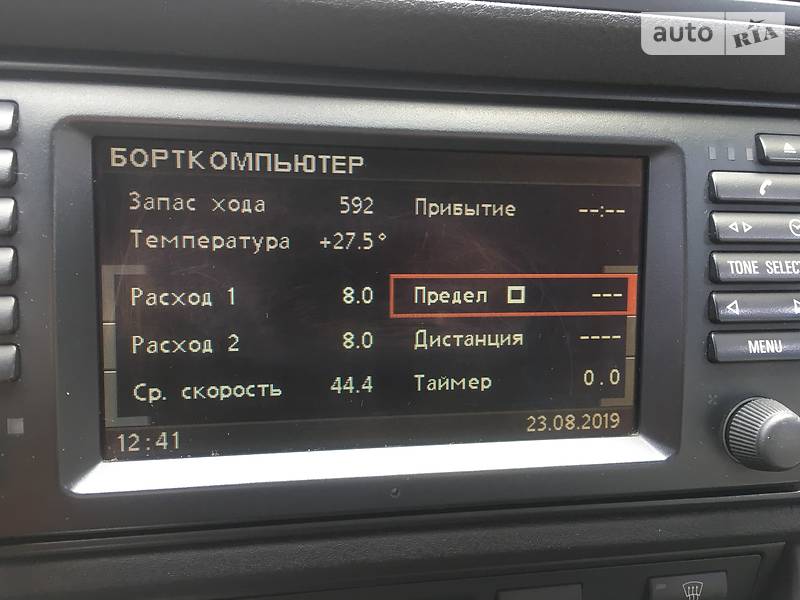 auto RIA
БОРТКОМПЬЮТЕР
Запас хода 592 Прибытие --:--
Температура +27.5°
Расход 1 8.0 Предел ---
Расход 2 8.0 Дистанция ----
Ср. скорость 44.4 Таймер 0.0
12:41 23.08.2019
TONE SELECT
MENU